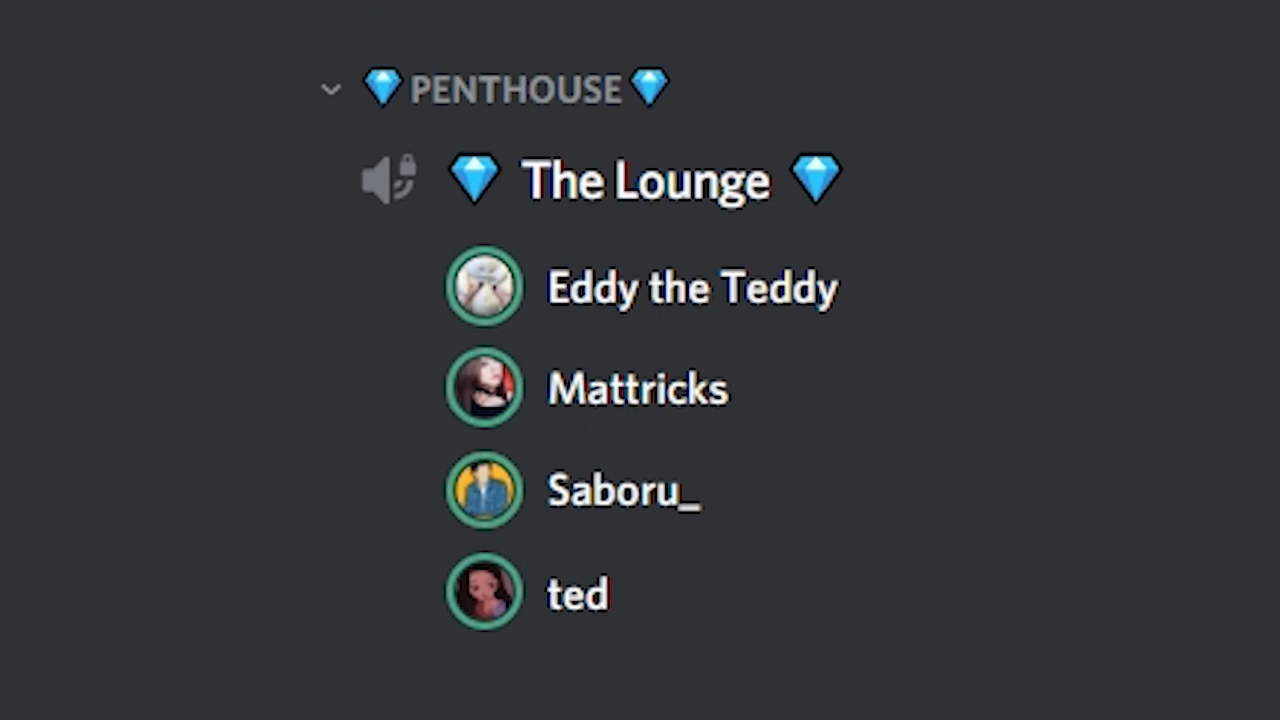 💎 PENTHOUSE 💎
💎 The Lounge 💎
Eddy the Teddy
Mattricks
Saboru_
ted